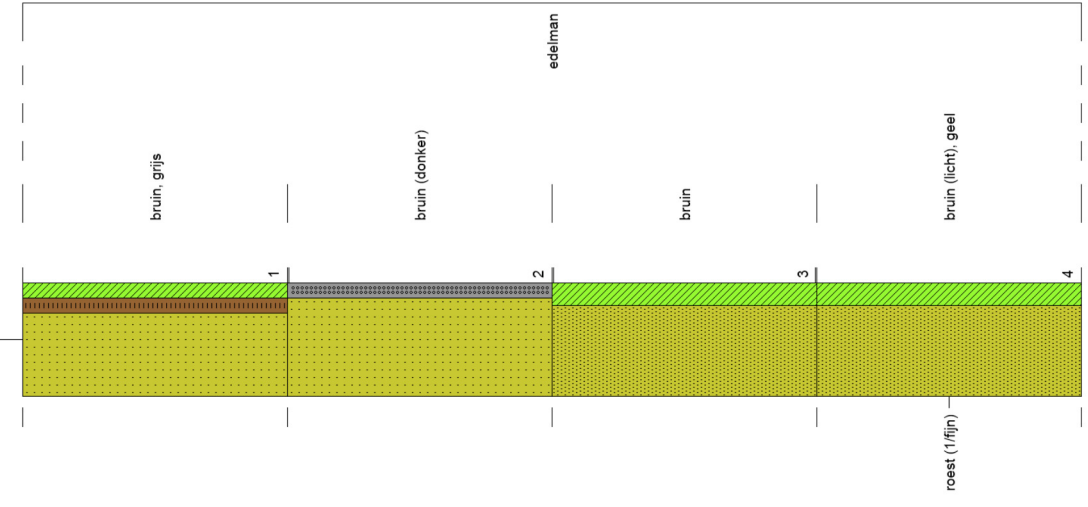 edelman
bruin, grijs
bruin (donker)
bruin
bruin (licht), geel
1
2
3
4
roest (1/fijn)